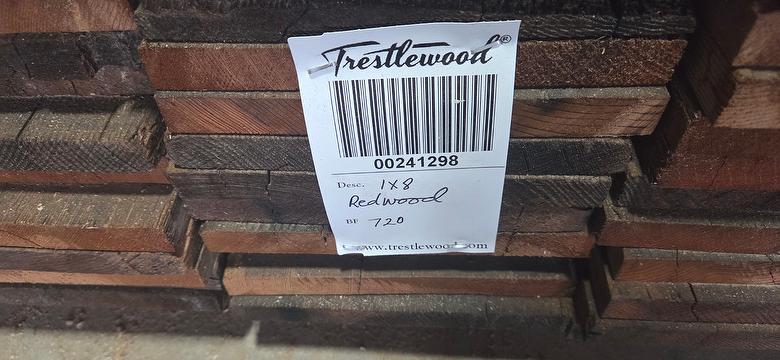 Trestlewood®
00241298
Desc. 1x8
Redwood
BF 720
www.trestlewood.com